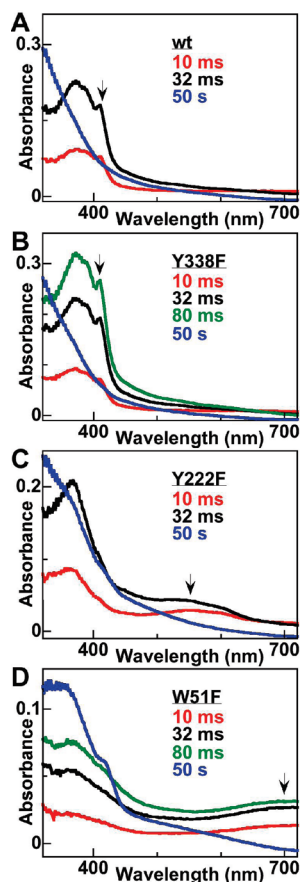 A
0.3
wt
10 ms
32 ms
50 s
Absorbance
0
400
700
Wavelength (nm)
B
0.3
Y338F
10 ms
32 ms
80 ms
50 s
Absorbance
0
400
700
Wavelength (nm)
C
0.2
Y222F
10 ms
32 ms
50 s
Absorbance
0
400
700
Wavelength (nm)
D
0.1
W51F
10 ms
32 ms
80 ms
50 s
Absorbance
0
400
700
Wavelength (nm)